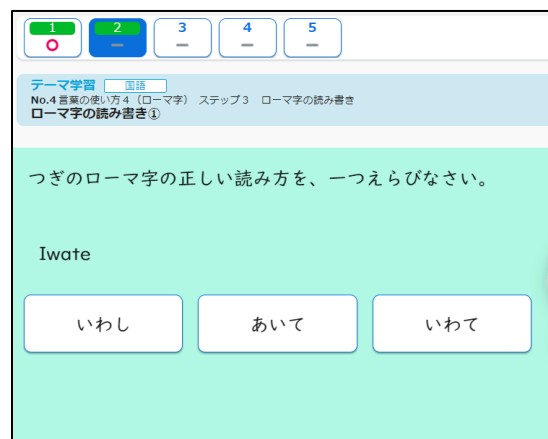 1 2 3 4 5
テーマ学習 国語
No.4 言葉の使い方4（ローマ字） ステップ3 ローマ字の読み書き
ローマ字の読み書き①
つぎのローマ字の正しい読み方を、一つえらびなさい。
Iwate
いわし あいて いわて